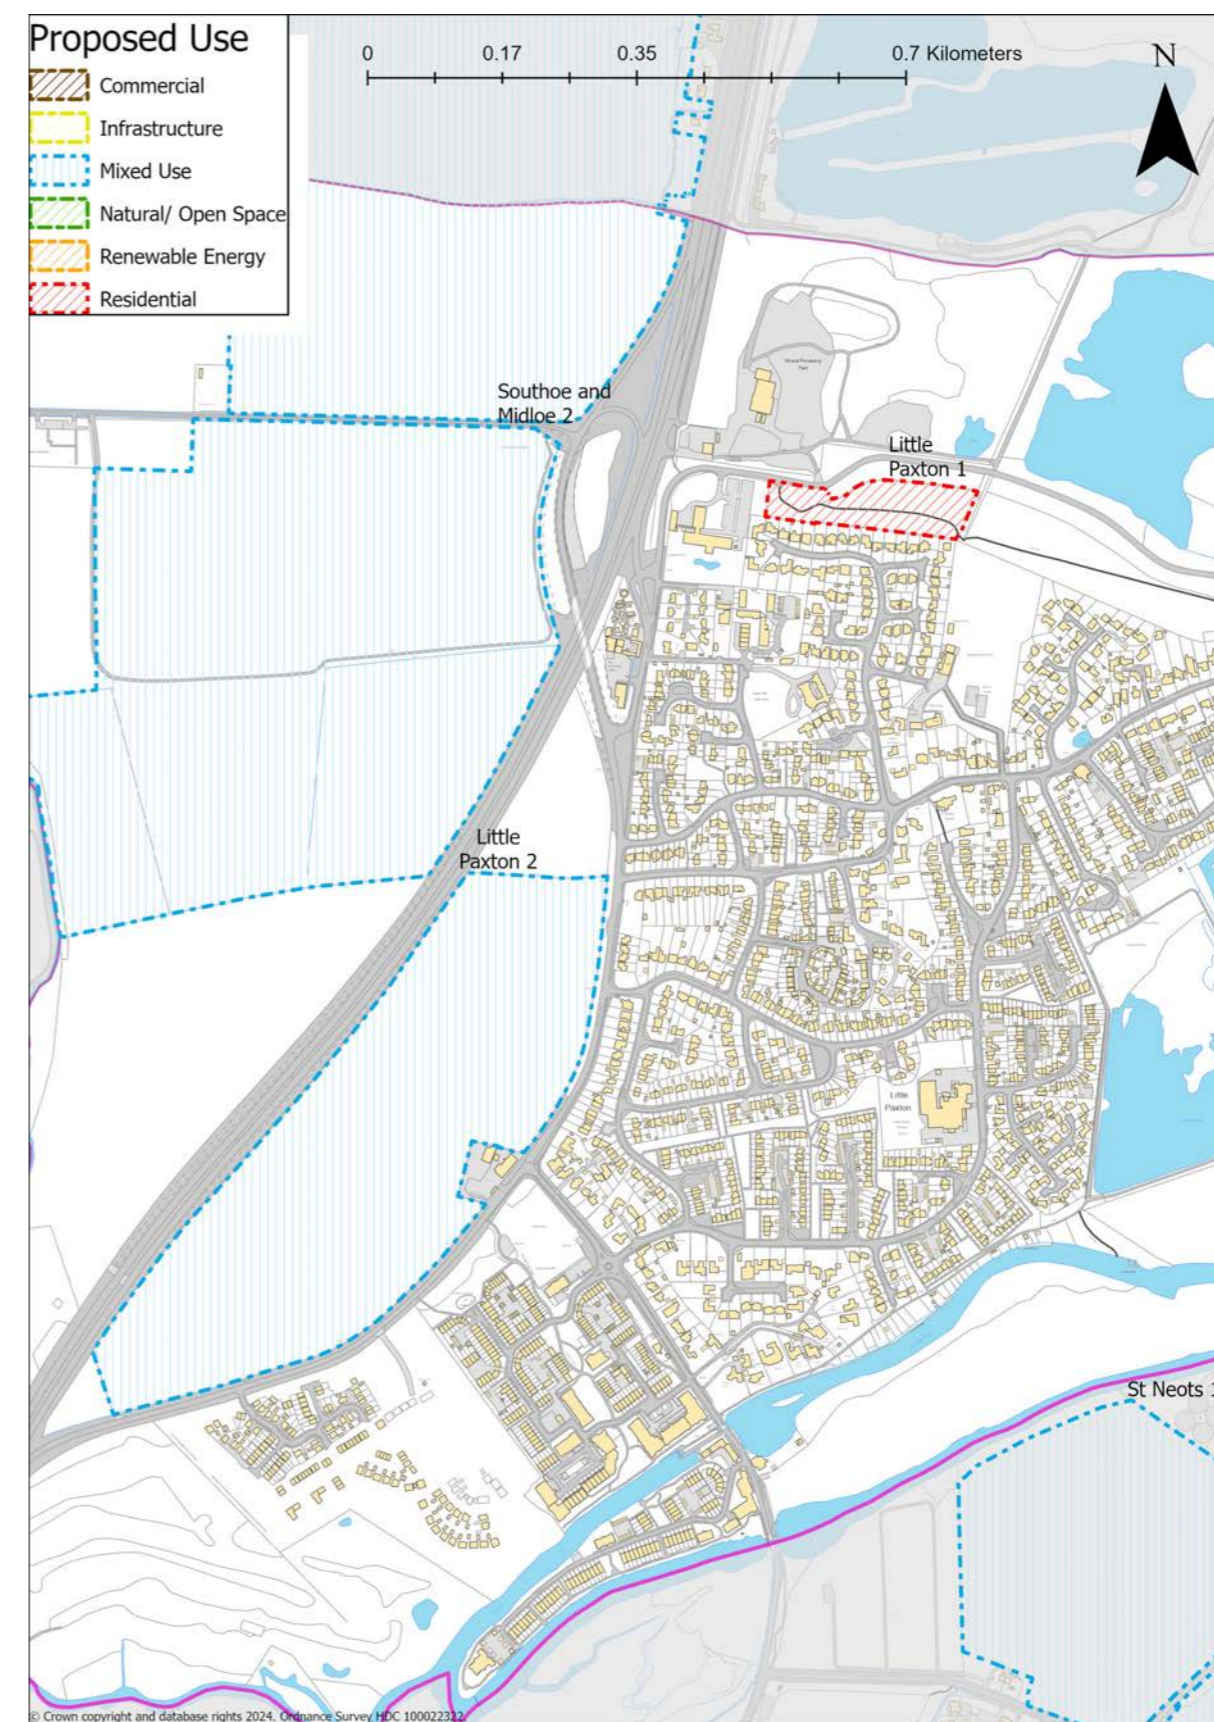 Proposed Use
Commercial
Infrastructure
Mixed Use
Natural/ Open Space
Renewable Energy
Residential
0 0.17 0.35 0.7 Kilometers
N
Southoe and
Midloe 2
Little
Paxton 1
Little
Paxton 2
Little
Paxton
St Neots 1
© Crown copyright and database rights 2024. Ordnance Survey HDC 100022322.